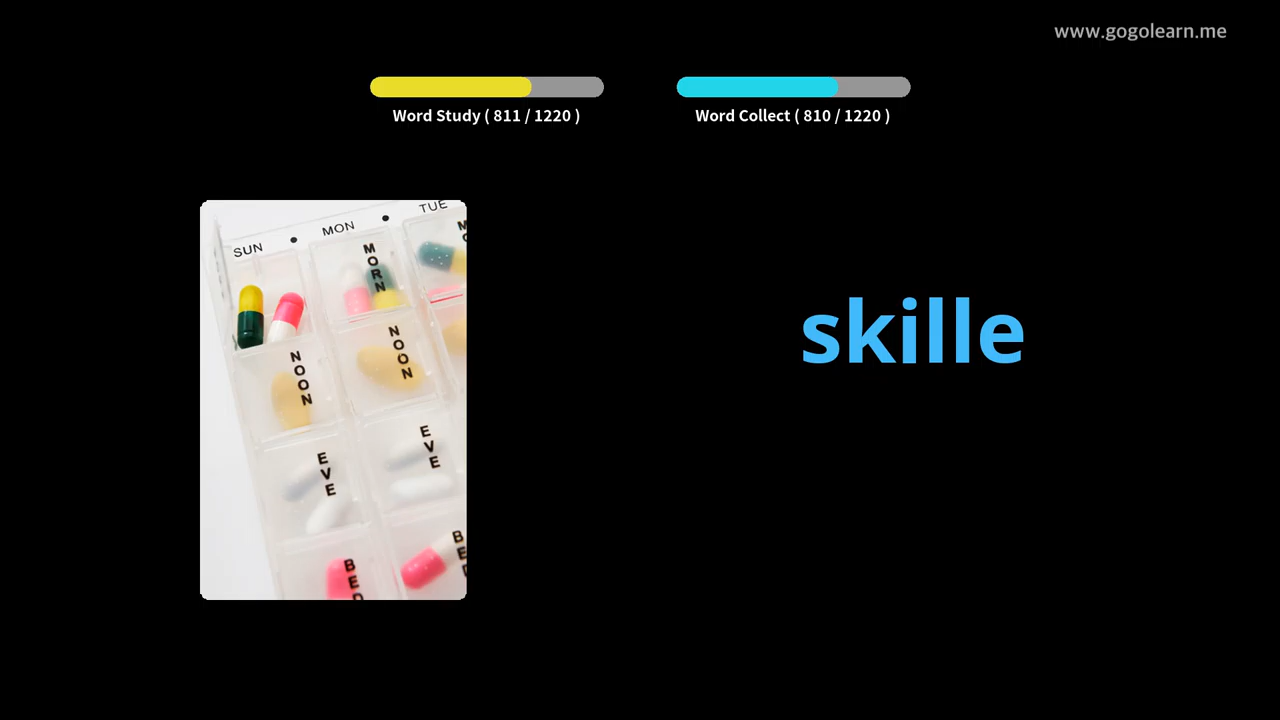 www.gogolearn.me
Word Study ( 811 / 1220 )
Word Collect ( 810 / 1220 )
SUN • MON • TUE
MORN
NOON
NOON
EVE
EVE
BED
skille